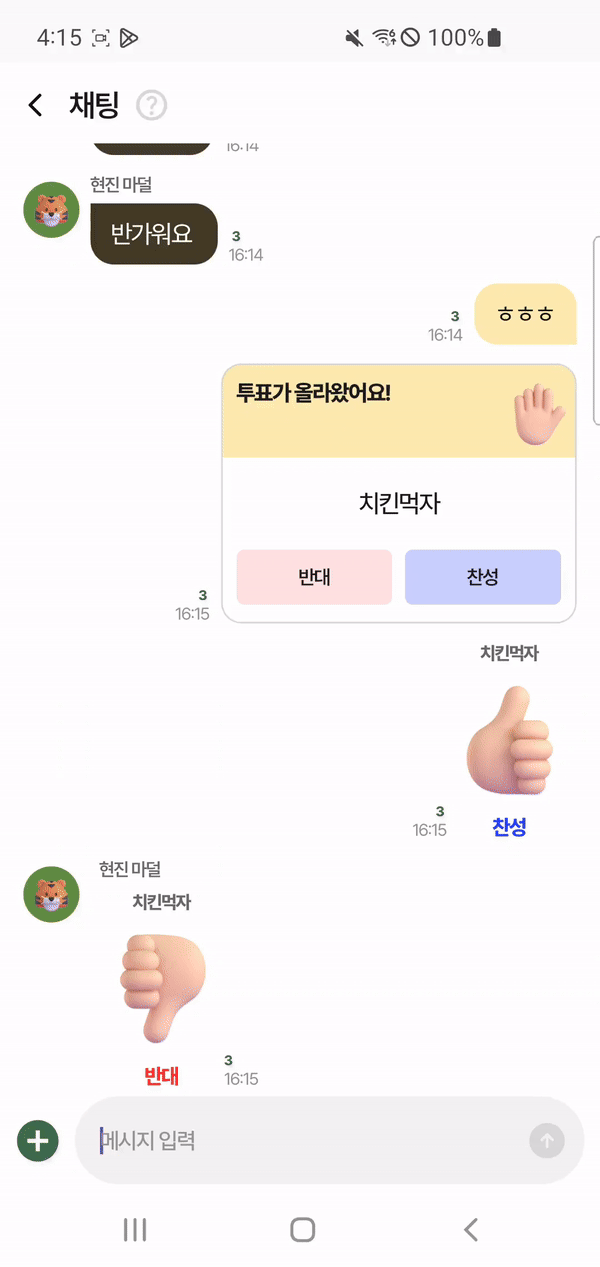 4:15 100%
채팅 ?
16:14
현진 마덜
반가워요
3
16:14
ㅎㅎㅎ
3
16:14
투표가 올라왔어요!
치킨먹자
반대 찬성
3
16:15
치킨먹자
3
16:15
찬성
현진 마덜
치킨먹자
반대
3
16:15
메시지 입력